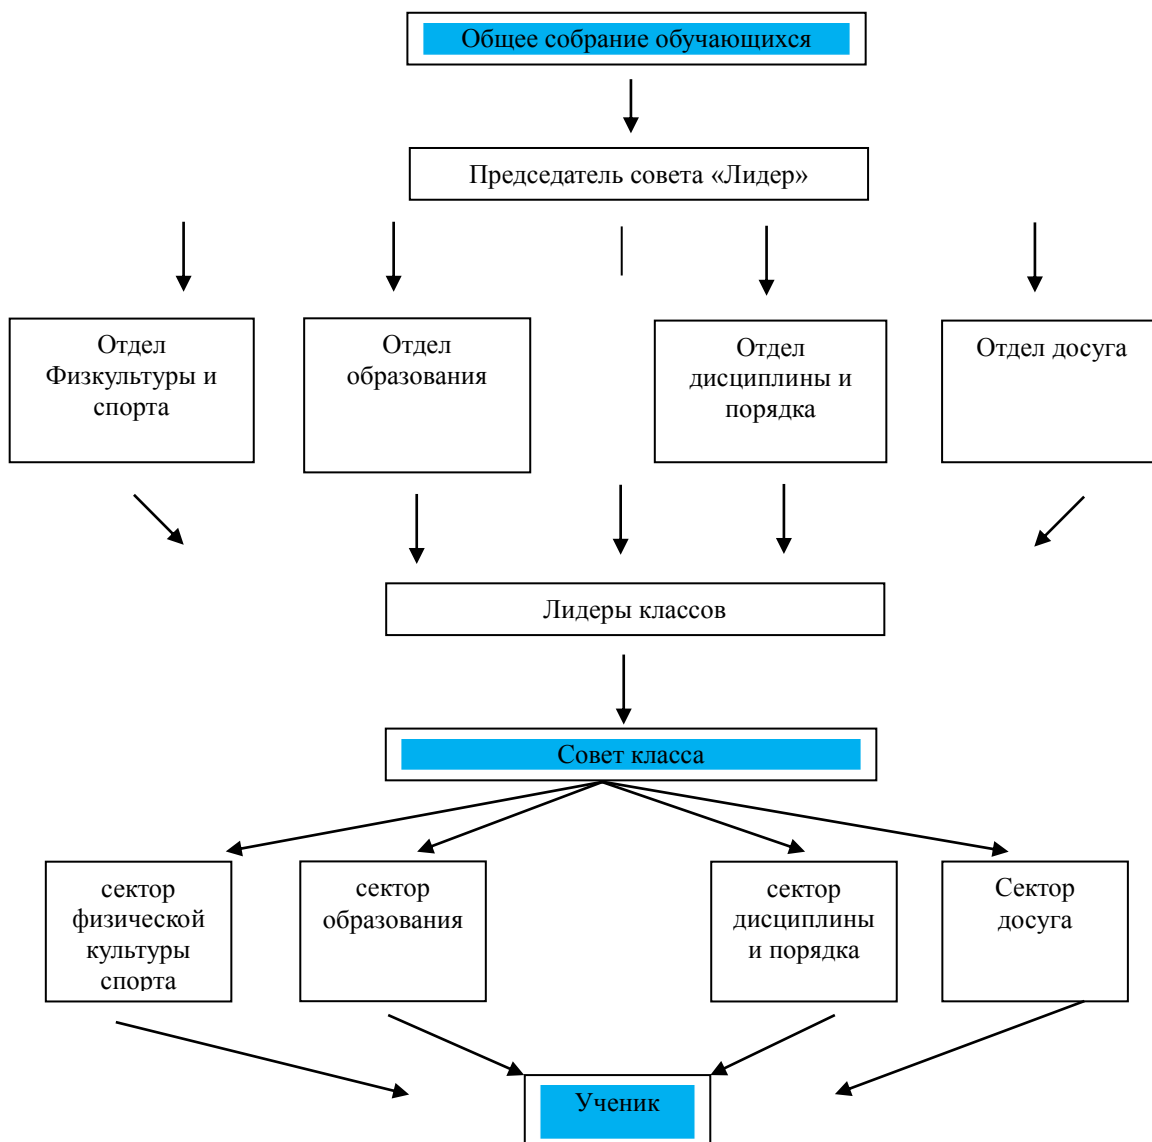 Общее собрание обучающихся
Председатель совета «Лидер»
Отдел
Физкультуры и
спорта
Отдел
образования
Отдел
дисциплины и
порядка
Отдел досуга
Лидеры классов
Совет класса
сектор
физической
культуры
спорта
сектор
образования
сектор
дисциплины
и порядка
Сектор
досуга
Ученик